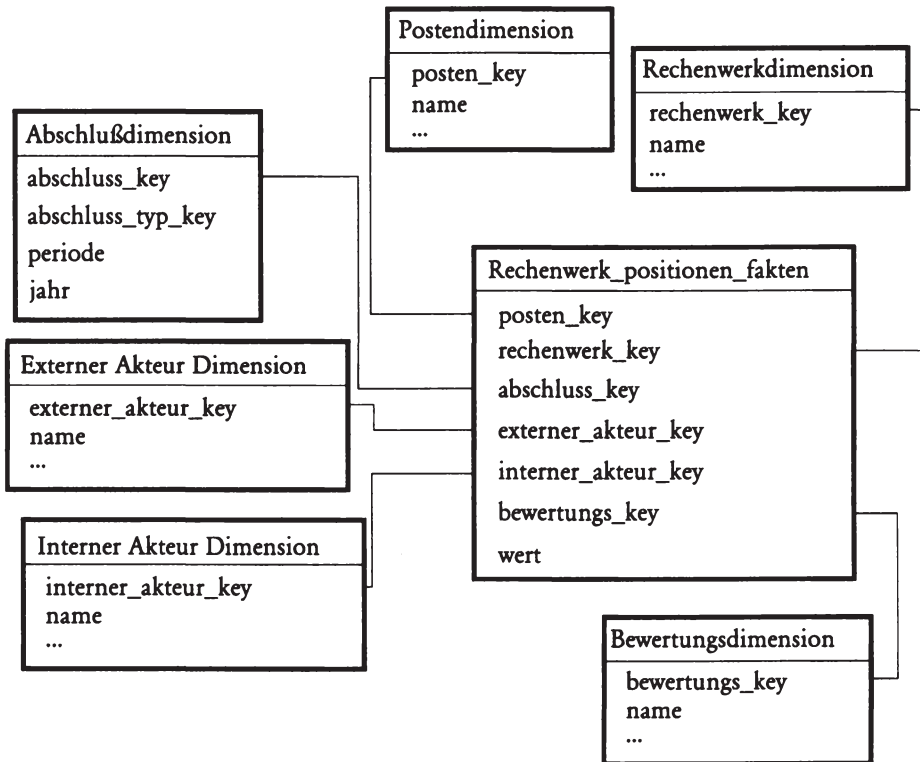 Postendimension
posten_key
name
...
Rechenwerkdimension
rechenwerk_key
name
...
Abschlußdimension
abschluss_key
abschluss_typ_key
periode
jahr
Rechenwerk_positionen_fakten
posten_key
rechenwerk_key
abschluss_key
externer_akteur_key
interner_akteur_key
bewertungs_key
wert
Externer Akteur Dimension
externer_akteur_key
name
...
Interner Akteur Dimension
interner_akteur_key
name
...
Bewertungsdimension
bewertungs_key
name
...